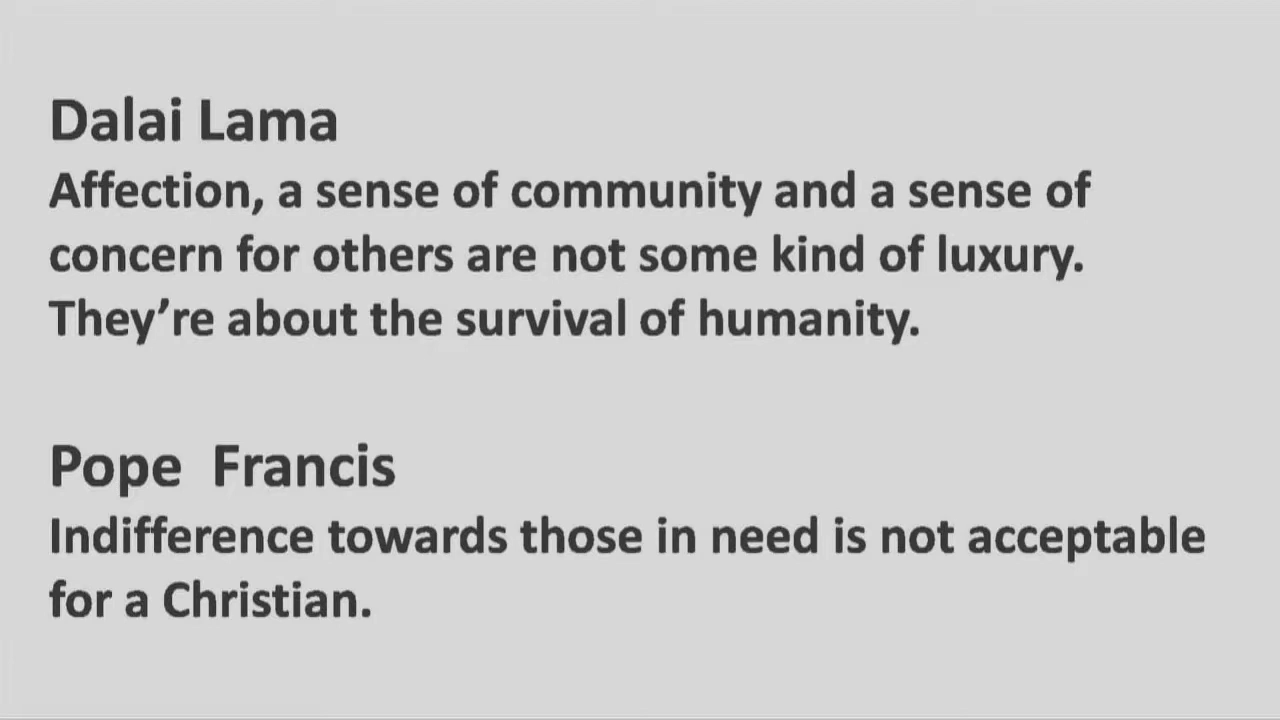 Dalai Lama
Affection, a sense of community and a sense of
concern for others are not some kind of luxury.
They’re about the survival of humanity.
Pope  Francis
Indifference towards those in need is not acceptable
for a Christian.